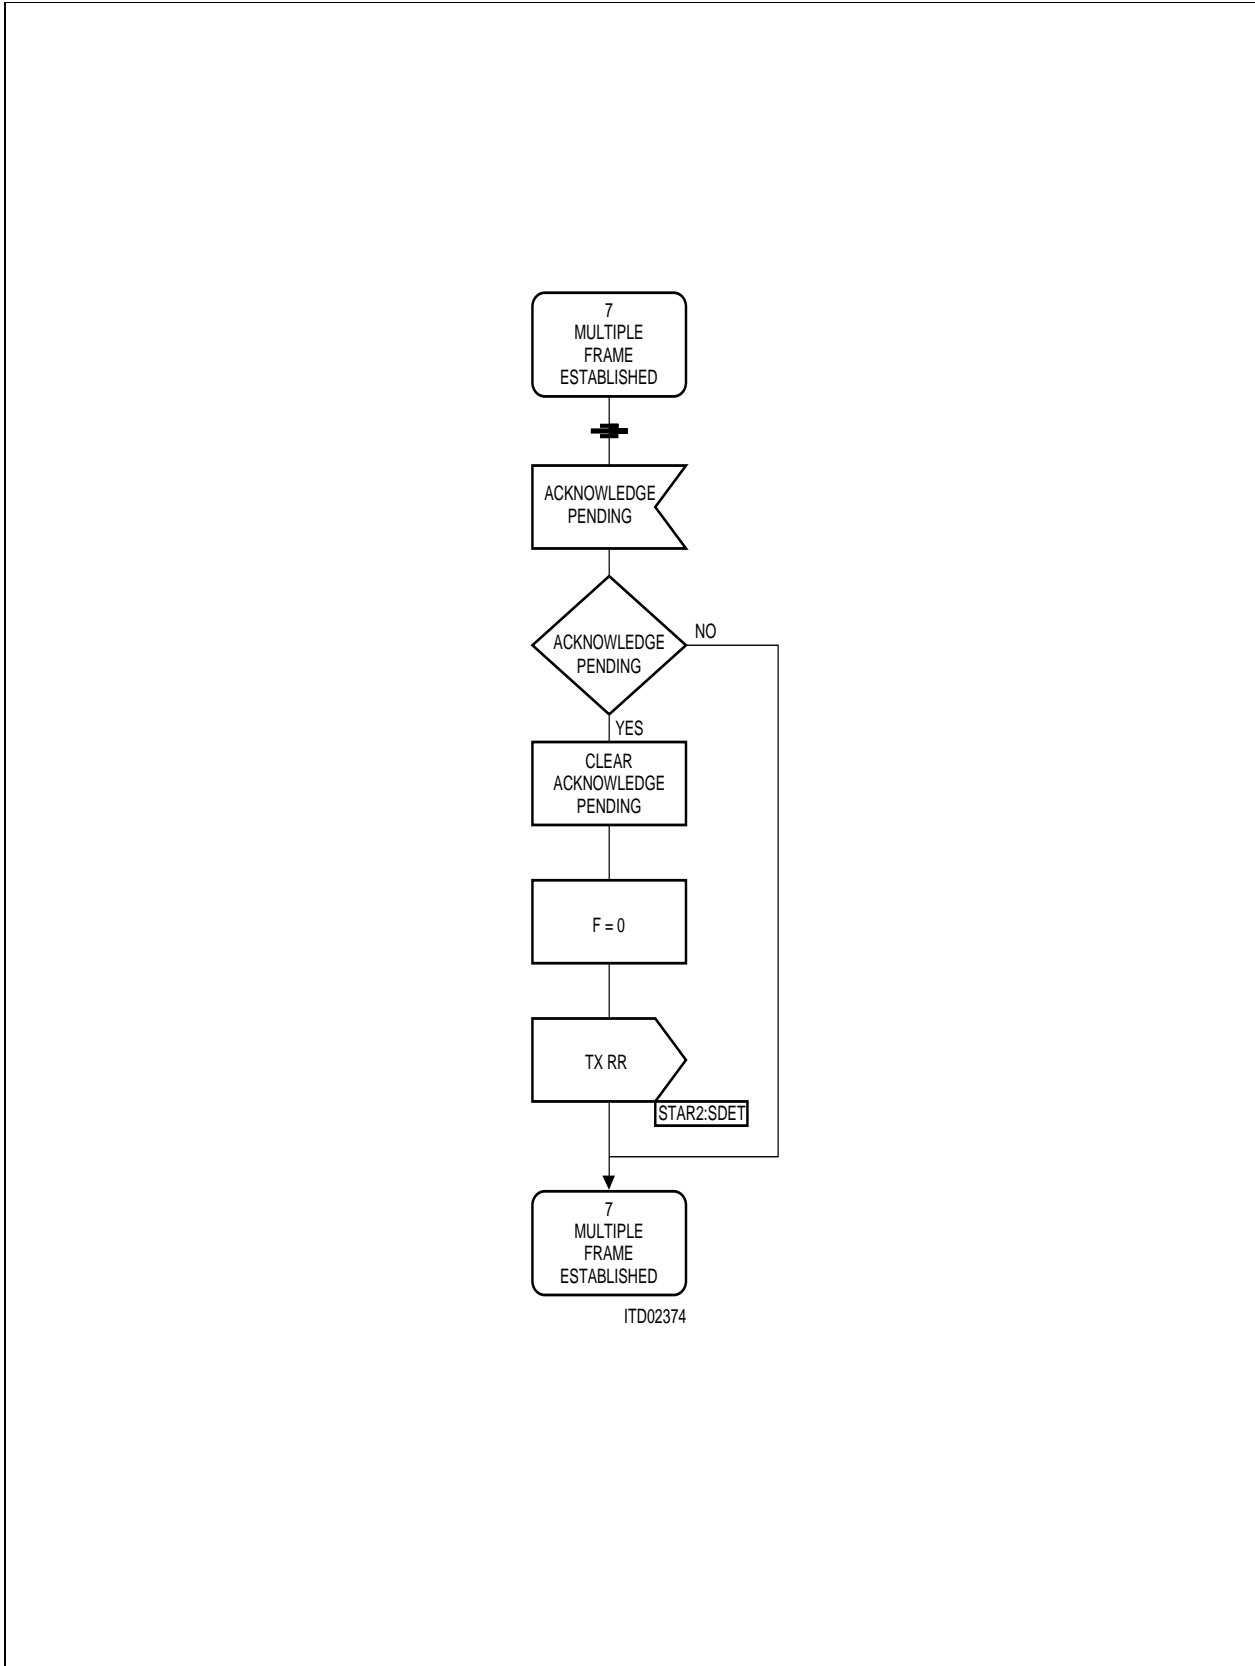 7
MULTIPLE
FRAME
ESTABLISHED
ACKNOWLEDGE
PENDING
ACKNOWLEDGE
PENDING
NO
YES
CLEAR
ACKNOWLEDGE
PENDING
F = 0
TX RR
STAR2:SDET
7
MULTIPLE
FRAME
ESTABLISHED
ITD02374